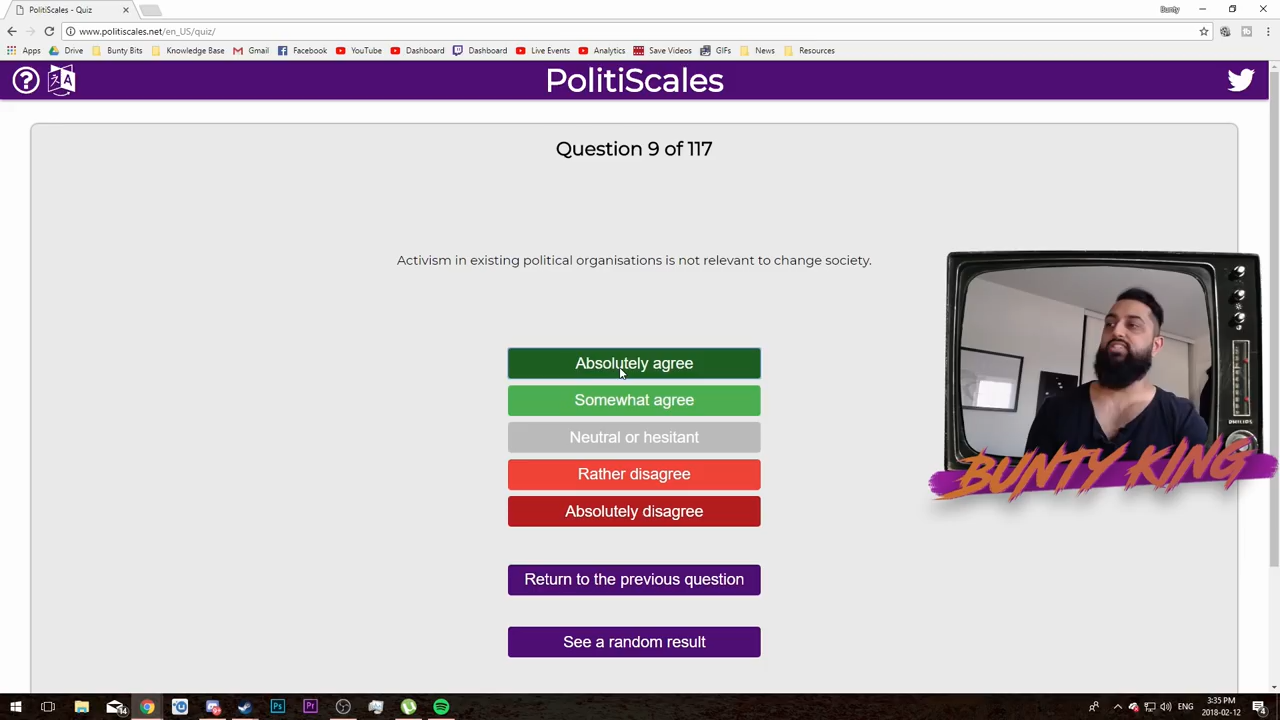 PolitiScales - Quiz
Bunty
www.politiscales.net/en_US/quiz/
Apps Drive Bunty Bits Knowledge Base Gmail Facebook YouTube Dashboard Dashboard Live Events Analytics Save Videos GIFs News Resources
PolitiScales
Question 9 of 117
Activism in existing political organisations is not relevant to change society.
Absolutely agree
Somewhat agree
Neutral or hesitant
Rather disagree
Absolutely disagree
Return to the previous question
See a random result
PHILIPS
BUNTY KING
ENG
3:35 PM
2018-02-12